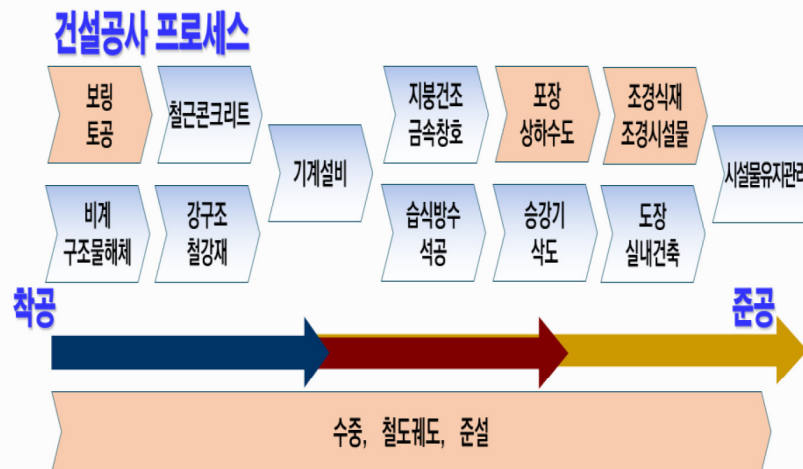 건설공사 프로세스
보링
토공
철근콘크리트
기계설비
지붕건조
금속창호
포장
상하수도
조경식재
조경시설물
시설물유지관리
비계
구조물해체
강구조
철강재
습식방수
석공
승강기
삭도
도장
실내건축
착공
준공
수중, 철도궤도, 준설